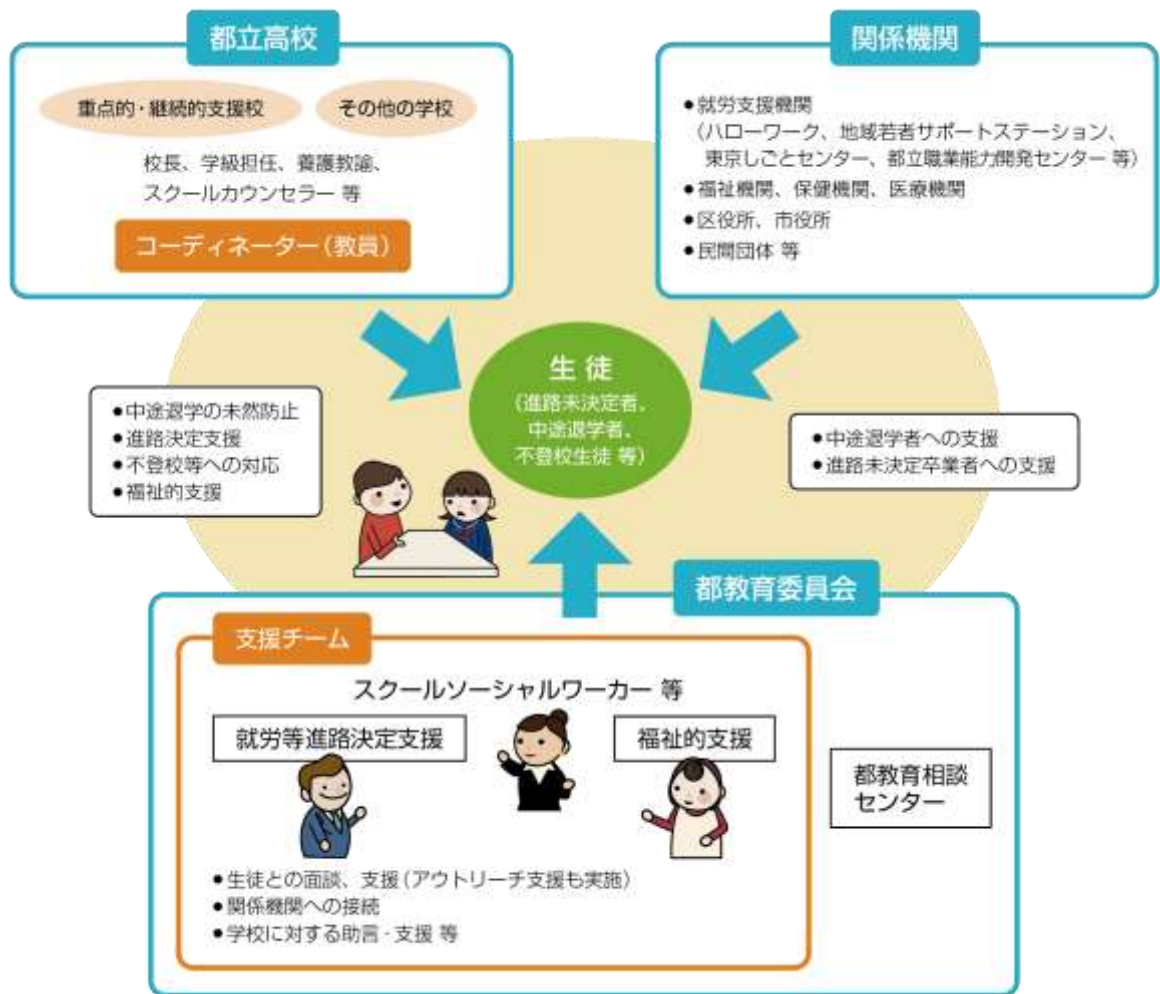 都立高校
重点的・継続的支援校
その他の学校
校長、学級担任、養護教諭、
スクールカウンセラー 等
コーディネーター（教員）
関係機関
●就労支援機関
（ハローワーク、地域若者サポートステーション、
東京しごとセンター、都立職業能力開発センター 等）
●福祉機関、保健機関、医療機関
●区役所、市役所
●民間団体 等
生 徒
（進路未決定者、
中途退学者、
不登校生徒 等）
●中途退学の未然防止
●進路決定支援
●不登校等への対応
●福祉的支援
●中途退学者への支援
●進路未決定卒業者への支援
都教育委員会
支援チーム
スクールソーシャルワーカー 等
就労等進路決定支援
福祉的支援
●生徒との面談、支援（アウトリーチ支援も実施）
●関係機関への接続
●学校に対する助言・支援 等
都教育相談
センター